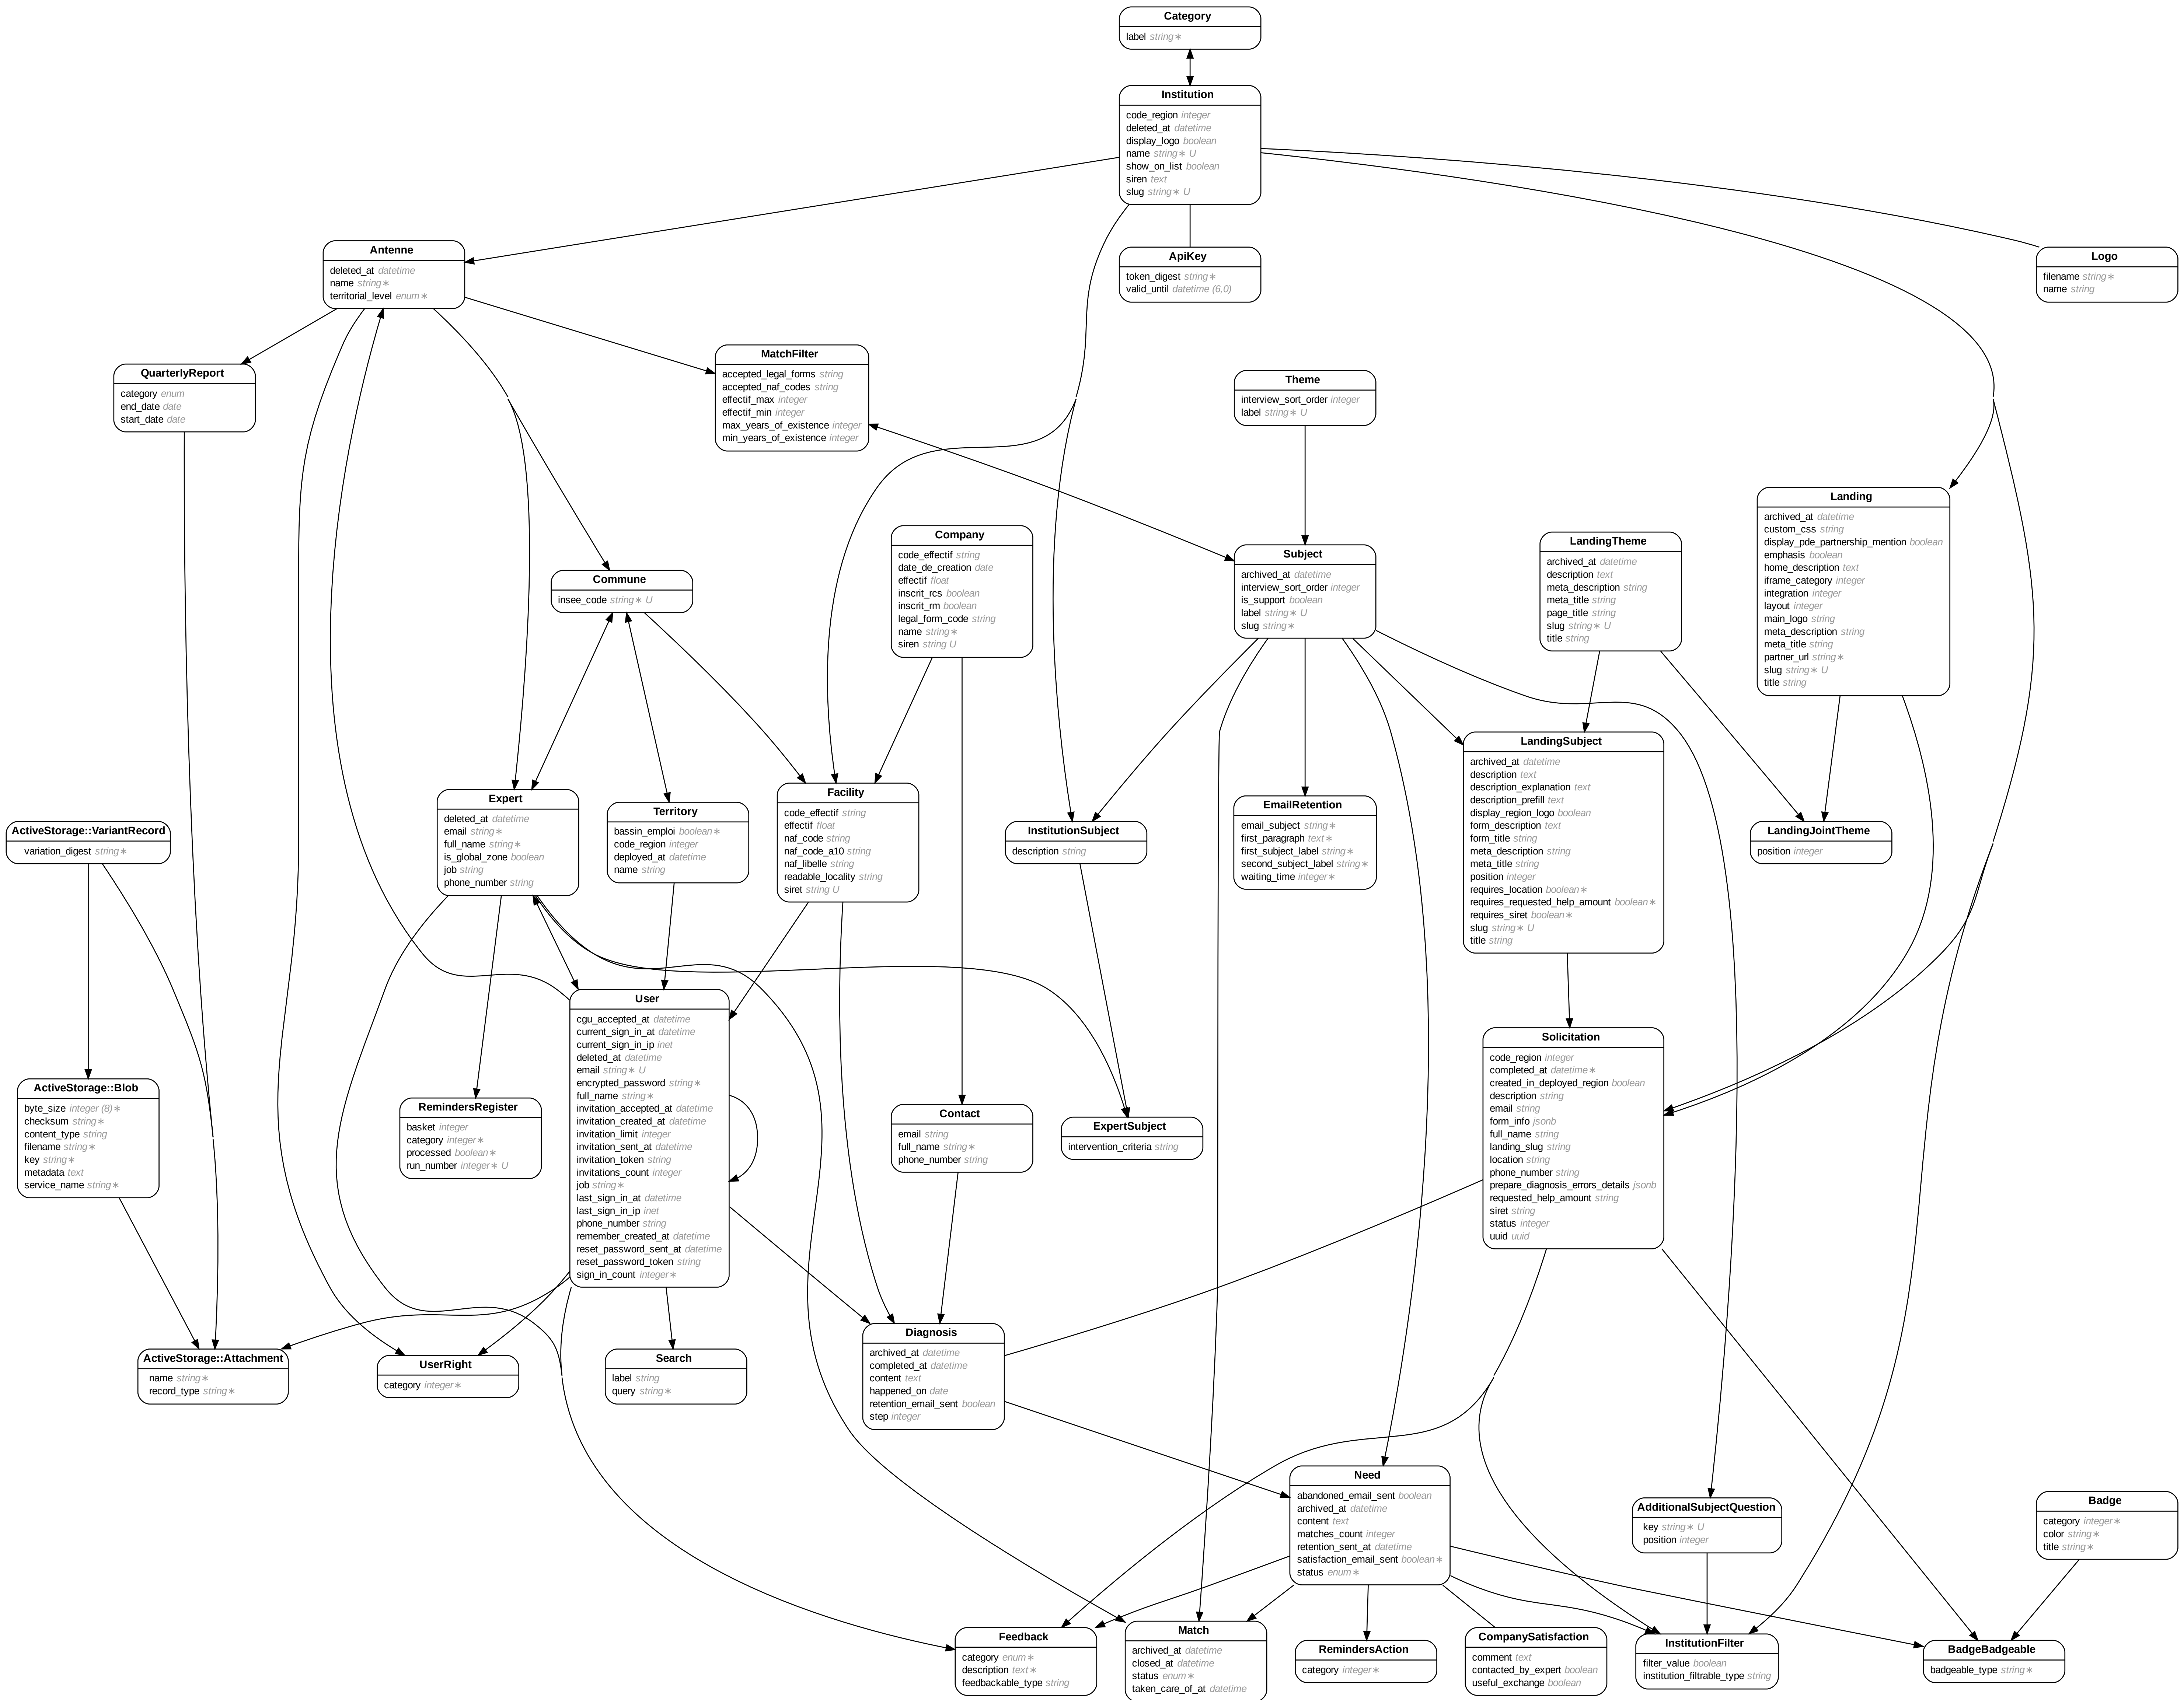 Category
label string∗
Institution
code_region integer
deleted_at datetime
display_logo boolean
name string∗ U
show_on_list boolean
siren text
slug string∗ U
Antenne
deleted_at datetime
name string∗
territorial_level enum∗
ApiKey
token_digest string∗
valid_until datetime (6,0)
Logo
filename string∗
name string
QuarterlyReport
category enum
end_date date
start_date date
MatchFilter
accepted_legal_forms string
accepted_naf_codes string
effectif_max integer
effectif_min integer
max_years_of_existence integer
min_years_of_existence integer
Theme
interview_sort_order integer
label string∗ U
Landing
archived_at datetime
custom_css string
display_pde_partnership_mention boolean
emphasis boolean
home_description text
iframe_category integer
integration integer
layout integer
main_logo string
meta_description string
meta_title string
partner_url string∗
slug string∗ U
title string
Company
code_effectif string
date_de_creation date
effectif float
inscrit_rcs boolean
inscrit_rm boolean
legal_form_code string
name string∗
siren string U
LandingTheme
archived_at datetime
description text
meta_description string
meta_title string
page_title string
slug string∗ U
title string
Subject
archived_at datetime
interview_sort_order integer
is_support boolean
label string∗ U
slug string∗
Commune
insee_code string∗ U
LandingSubject
archived_at datetime
description text
description_explanation text
description_prefill text
display_region_logo boolean
form_description text
form_title string
meta_description string
meta_title string
position integer
requires_location boolean∗
requires_requested_help_amount boolean∗
requires_siret boolean∗
slug string∗ U
title string
Expert
deleted_at datetime
email string∗
full_name string∗
is_global_zone boolean
job string
phone_number string
Territory
bassin_emploi boolean∗
code_region integer
deployed_at datetime
name string
Facility
code_effectif string
effectif float
naf_code string
naf_code_a10 string
naf_libelle string
readable_locality string
siret string U
InstitutionSubject
description string
EmailRetention
email_subject string∗
first_paragraph text∗
first_subject_label string∗
second_subject_label string∗
waiting_time integer∗
LandingJointTheme
position integer
ActiveStorage::VariantRecord
variation_digest string∗
User
cgu_accepted_at datetime
current_sign_in_at datetime
current_sign_in_ip inet
deleted_at datetime
email string∗ U
encrypted_password string∗
full_name string∗
invitation_accepted_at datetime
invitation_created_at datetime
invitation_limit integer
invitation_sent_at datetime
invitation_token string
invitations_count integer
job string∗
last_sign_in_at datetime
last_sign_in_ip inet
phone_number string
remember_created_at datetime
reset_password_sent_at datetime
reset_password_token string
sign_in_count integer∗
Solicitation
code_region integer
completed_at datetime∗
created_in_deployed_region boolean
description string
email string
form_info jsonb
full_name string
landing_slug string
location string
phone_number string
prepare_diagnosis_errors_details jsonb
requested_help_amount string
siret string
status integer
uuid uuid
ActiveStorage::Blob
byte_size integer (8)∗
checksum string∗
content_type string
filename string∗
key string∗
metadata text
service_name string∗
RemindersRegister
basket integer
category integer∗
processed boolean∗
run_number integer∗ U
Contact
email string
full_name string∗
phone_number string
ExpertSubject
intervention_criteria string
Diagnosis
archived_at datetime
completed_at datetime
content text
happened_on date
retention_email_sent boolean
step integer
ActiveStorage::Attachment
name string∗
record_type string∗
UserRight
category integer∗
Search
label string
query string∗
Need
abandoned_email_sent boolean
archived_at datetime
content text
matches_count integer
retention_sent_at datetime
satisfaction_email_sent boolean∗
status enum∗
AdditionalSubjectQuestion
key string∗ U
position integer
Badge
category integer∗
color string∗
title string∗
Feedback
category enum∗
description text∗
feedbackable_type string
Match
archived_at datetime
closed_at datetime
status enum∗
taken_care_of_at datetime
RemindersAction
category integer∗
CompanySatisfaction
comment text
contacted_by_expert boolean
useful_exchange boolean
InstitutionFilter
filter_value boolean
institution_filtrable_type string
BadgeBadgeable
badgeable_type string∗